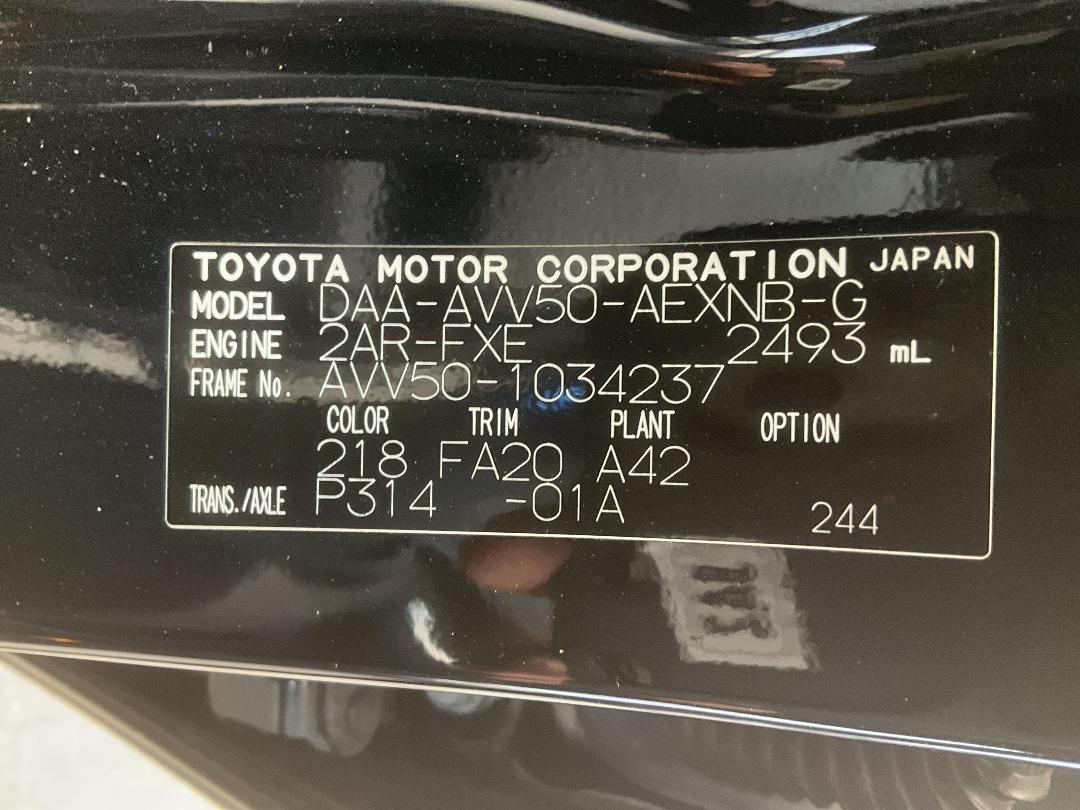 TOYOTA MOTOR CORPORATION JAPAN
MODEL DAA-AVV50-AEXNB-G
ENGINE 2AR-FXE 2493 mL
FRAME No. AVV50-1034237
COLOR TRIM PLANT OPTION
218 FA20 A42
TRANS./AXLE P314 -01A 244